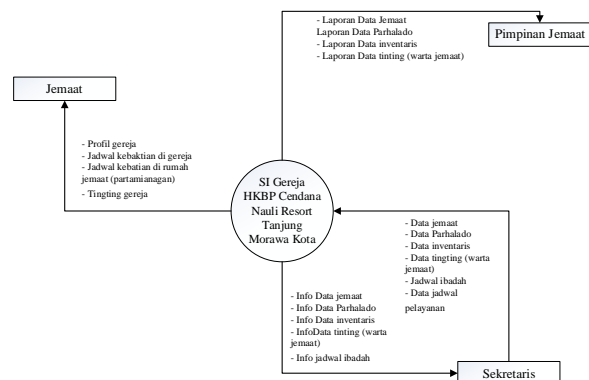 - Laporan Data Jemaat
Laporan Data Parhalado
- Laporan Data inventaris
- Laporan Data tinting (warta jemaat)
Pimpinan Jemaat
Jemaat
- Profil gereja
- Jadwal kebaktian di gereja
- Jadwal kebatian di rumah
jemaat (partamianagan)
- Tingting gereja
SI Gereja
HKBP Cendana
Nauli Resort
Tanjung
Morawa Kota
- Data jemaat
- Data Parhalado
- Data inventaris
- Data tingting (warta
jemaat)
- Jadwal ibadah
- Data jadwal
pelayanan
- Info Data jemaat
- Info Data Parhalado
- Info Data inventaris
- InfoData tinting (warta
jemaat)
- Info jadwal ibadah
Sekretaris